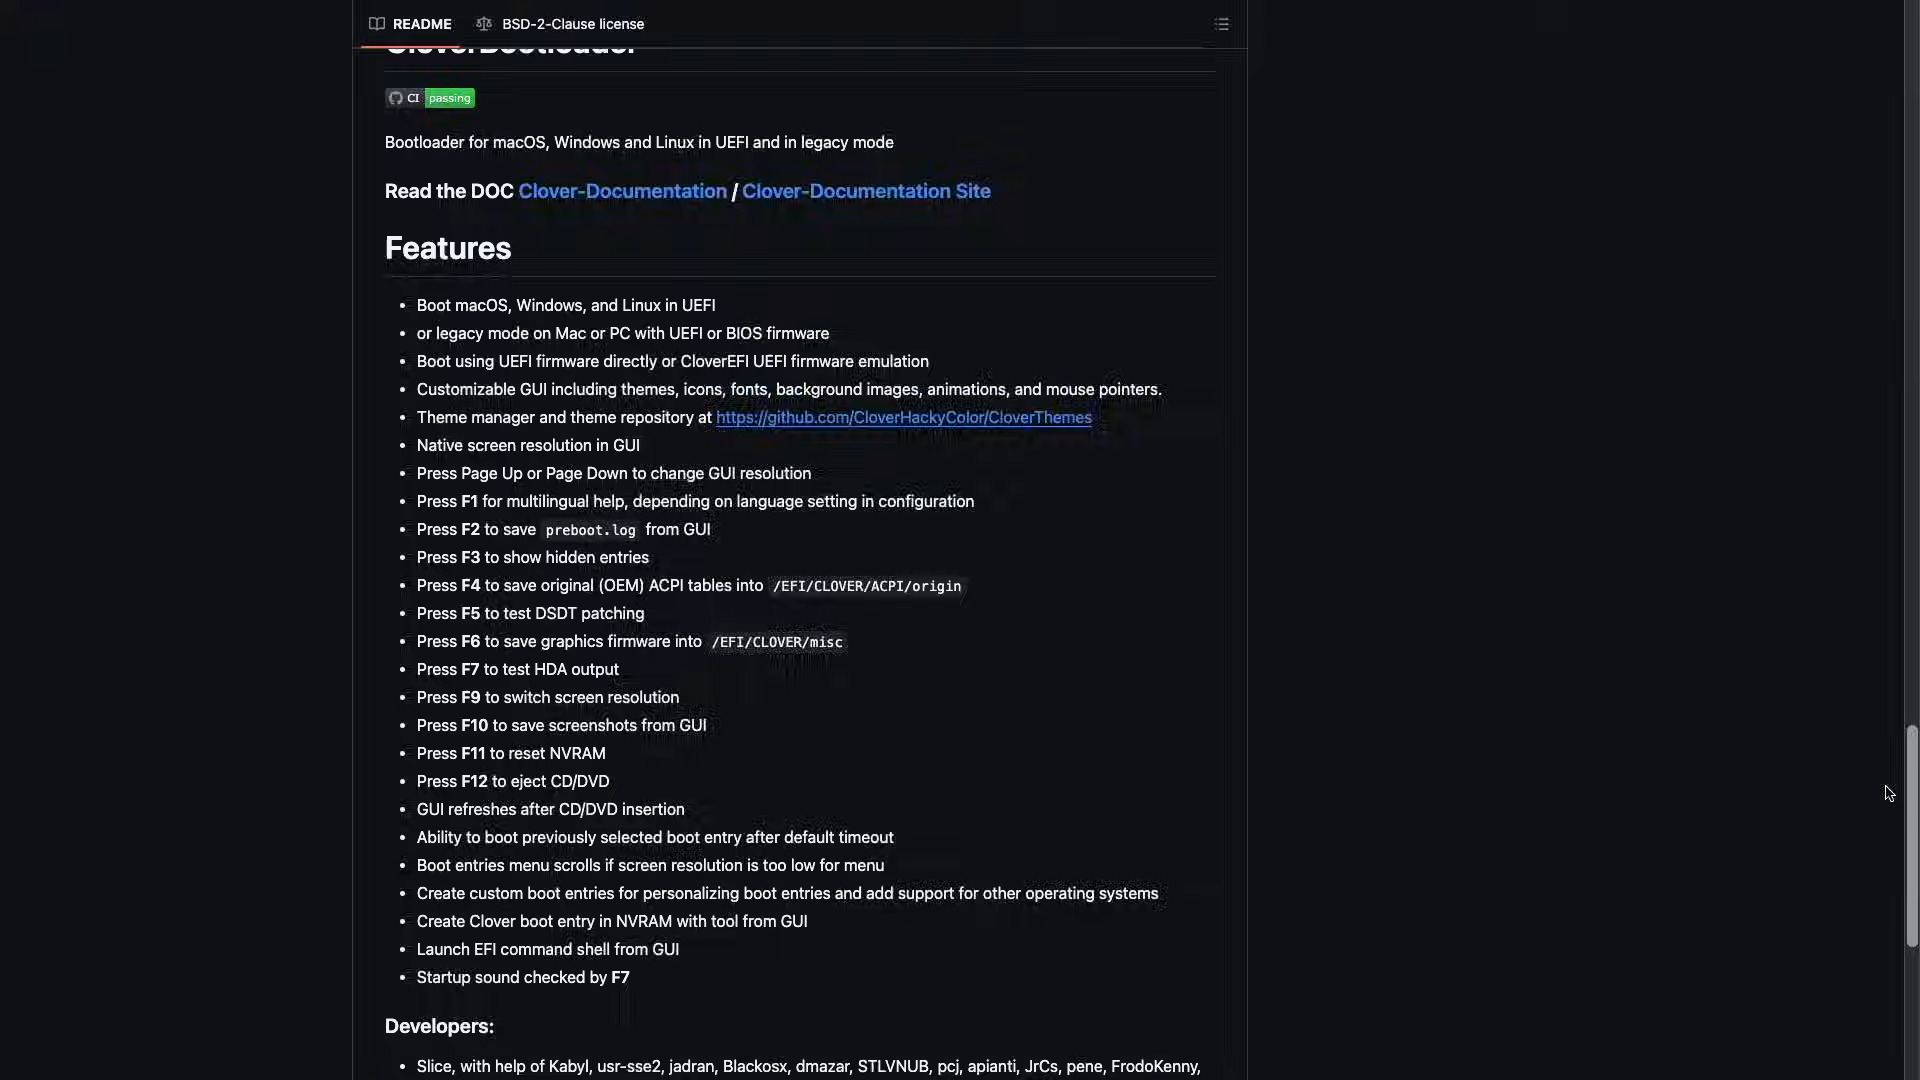 README
BSD-2-Clause license
CloverBootloader
CI passing
Bootloader for macOS, Windows and Linux in UEFI and in legacy mode
Read the DOC Clover-Documentation / Clover-Documentation Site
Features
• Boot macOS, Windows, and Linux in UEFI
• or legacy mode on Mac or PC with UEFI or BIOS firmware
• Boot using UEFI firmware directly or CloverEFI UEFI firmware emulation
• Customizable GUI including themes, icons, fonts, background images, animations, and mouse pointers.
• Theme manager and theme repository at https://github.com/CloverHackyColor/CloverThemes
• Native screen resolution in GUI
• Press Page Up or Page Down to change GUI resolution
• Press F1 for multilingual help, depending on language setting in configuration
• Press F2 to save preboot.log from GUI
• Press F3 to show hidden entries
• Press F4 to save original (OEM) ACPI tables into /EFI/CLOVER/ACPI/origin
• Press F5 to test DSDT patching
• Press F6 to save graphics firmware into /EFI/CLOVER/misc
• Press F7 to test HDA output
• Press F9 to switch screen resolution
• Press F10 to save screenshots from GUI
• Press F11 to reset NVRAM
• Press F12 to eject CD/DVD
• GUI refreshes after CD/DVD insertion
• Ability to boot previously selected boot entry after default timeout
• Boot entries menu scrolls if screen resolution is too low for menu
• Create custom boot entries for personalizing boot entries and add support for other operating systems
• Create Clover boot entry in NVRAM with tool from GUI
• Launch EFI command shell from GUI
• Startup sound checked by F7
Developers:
• Slice, with help of Kabyl, usr-sse2, jadran, Blackosx, dmazar, STLVNUB, pcj, apianti, JrCs, pene, FrodoKenny,